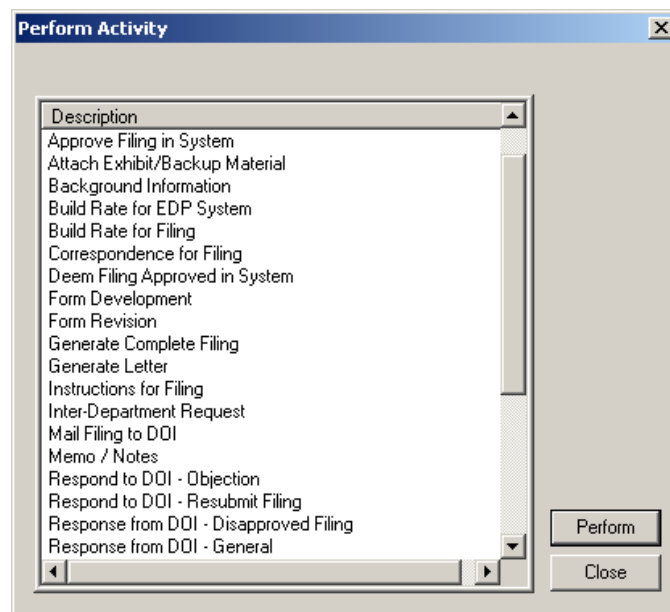 Perform Activity
Description
Approve Filing in System
Attach Exhibit/Backup Material
Background Information
Build Rate for EDP System
Build Rate for Filing
Correspondence for Filing
Deem Filing Approved in System
Form Development
Form Revision
Generate Complete Filing
Generate Letter
Instructions for Filing
Inter-Department Request
Mail Filing to DOI
Memo / Notes
Respond to DOI - Objection
Respond to DOI - Resubmit Filing
Response from DOI - Disapproved Filing
Response from DOI - General
Perform
Close